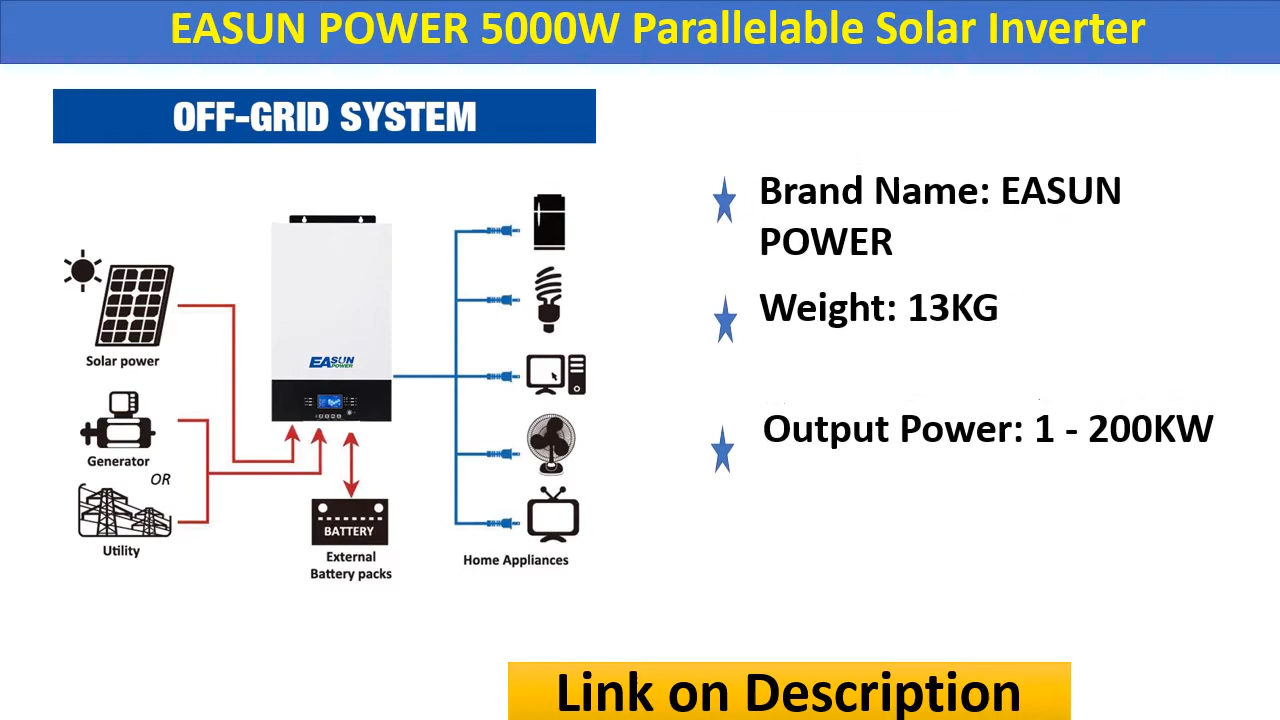 EASUN POWER 5000W Parallelable Solar Inverter
OFF-GRID SYSTEM
Solar power
Generator
OR
Utility
EASUN
POWER
BATTERY
External
Battery packs
Home Appliances
Brand Name: EASUN
POWER
Weight: 13KG
Output Power: 1 - 200KW
Link on Description